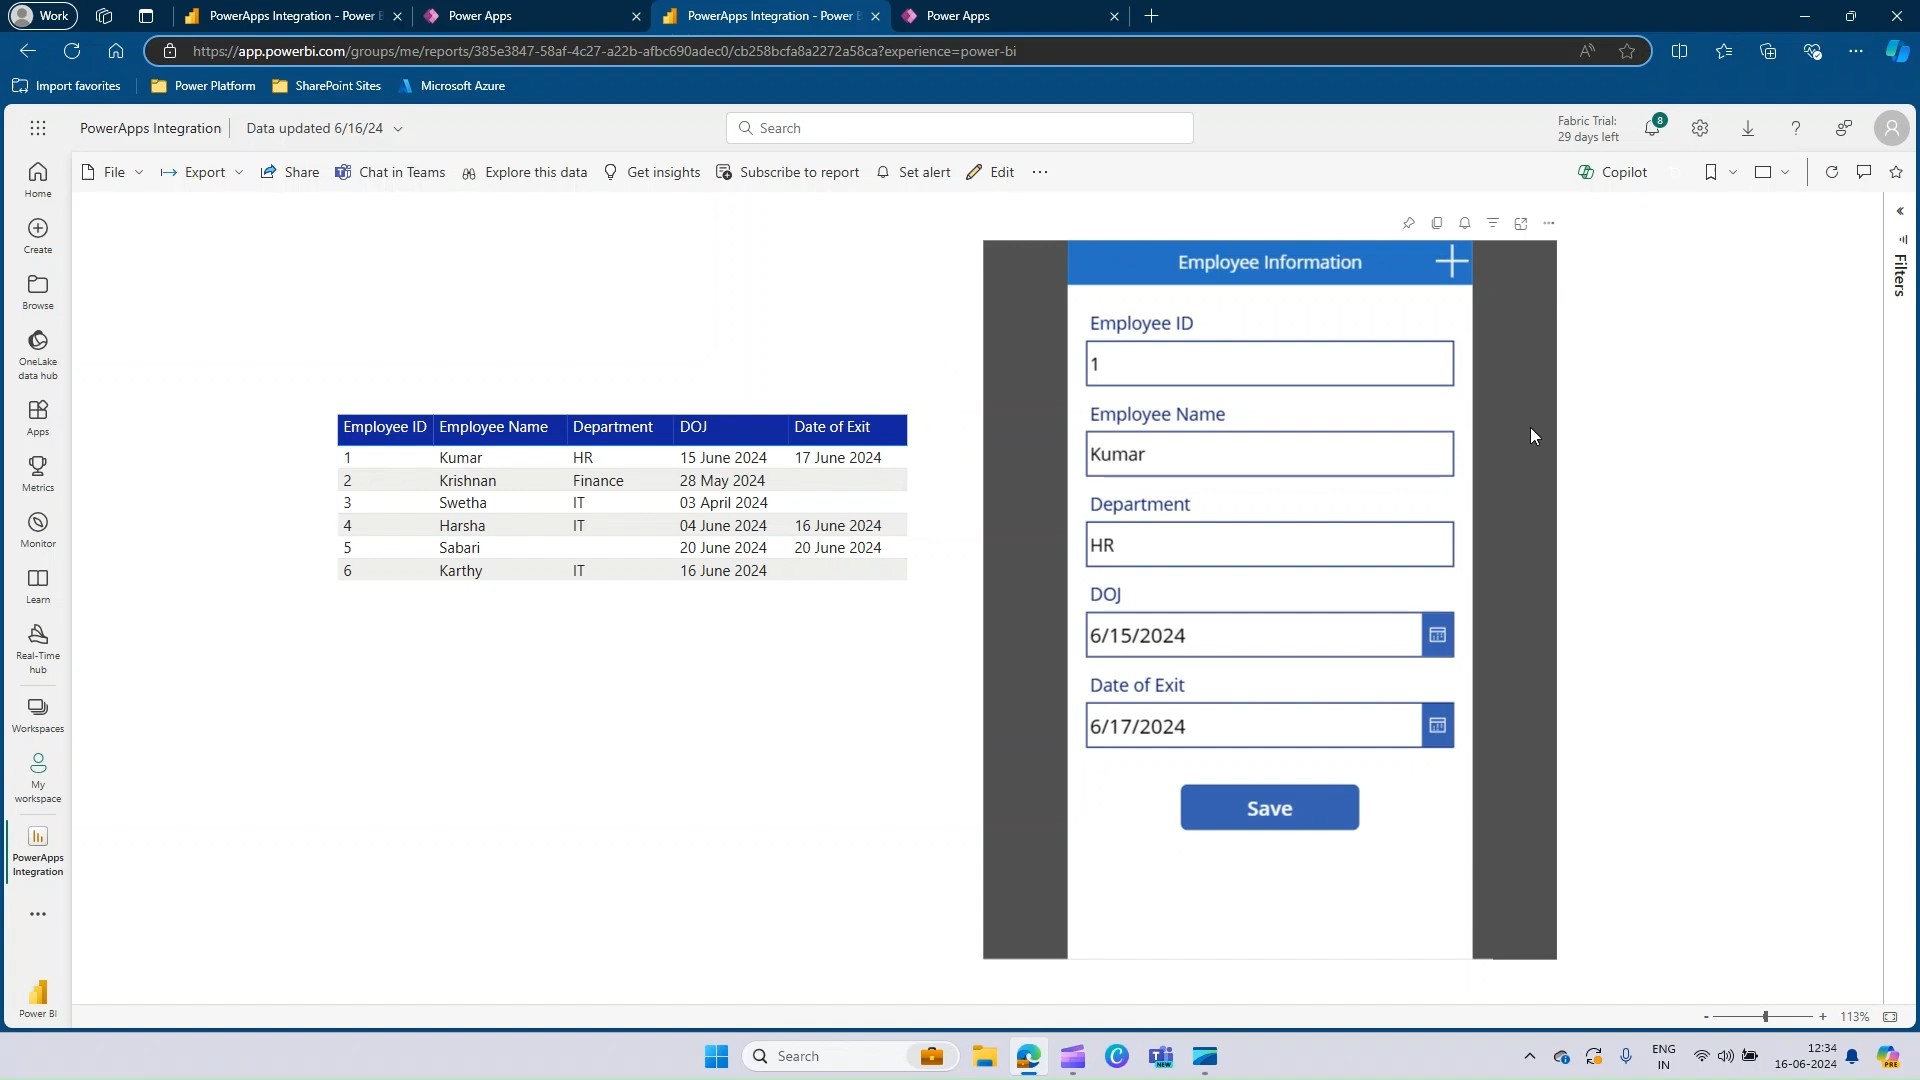 Work
PowerApps Integration - Power B
Power Apps
PowerApps Integration - Power B
Power Apps
https://app.powerbi.com/groups/me/reports/385e3847-58af-4c27-a22b-afbc690adec0/cb258bcfa8a2272a58ca?experience=power-bi
Import favorites
Power Platform
SharePoint Sites
Microsoft Azure
PowerApps Integration
Data updated 6/16/24
Search
Fabric Trial:
29 days left
8
File
Export
Share
Chat in Teams
Explore this data
Get insights
Subscribe to report
Set alert
Edit
Copilot
Home
Create
Browse
OneLake
data hub
Apps
Metrics
Monitor
Learn
Real-Time
hub
Workspaces
My
workspace
PowerApps
Integration
Power BI
Employee ID Employee Name Department DOJ Date of Exit
1 Kumar HR 15 June 2024 17 June 2024
2 Krishnan Finance 28 May 2024
3 Swetha IT 03 April 2024
4 Harsha IT 04 June 2024 16 June 2024
5 Sabari 20 June 2024 20 June 2024
6 Karthy IT 16 June 2024
Employee Information
Employee ID
1
Employee Name
Kumar
Department
HR
DOJ
6/15/2024
Date of Exit
6/17/2024
Save
Filters
- + 113%
Search
NEW
ENG
IN
12:34
16-06-2024
PRE